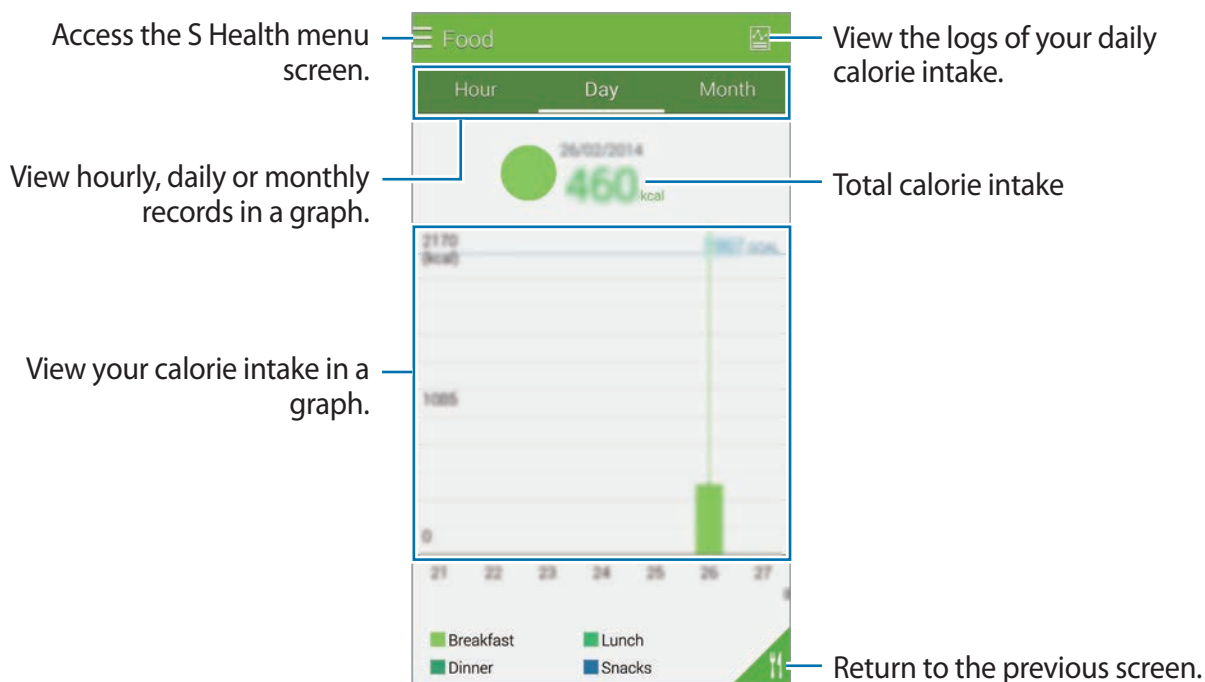 Access the S Health menu
screen.
Food
View the logs of your daily
calorie intake.
Hour Day Month
View hourly, daily or monthly
records in a graph.
26/02/2014
460 kcal
Total calorie intake
2170
(kcal)
GOAL
View your calorie intake in a
graph.
1085
0
21 22 23 24 25 26 27
Breakfast Lunch
Dinner Snacks
Return to the previous screen.